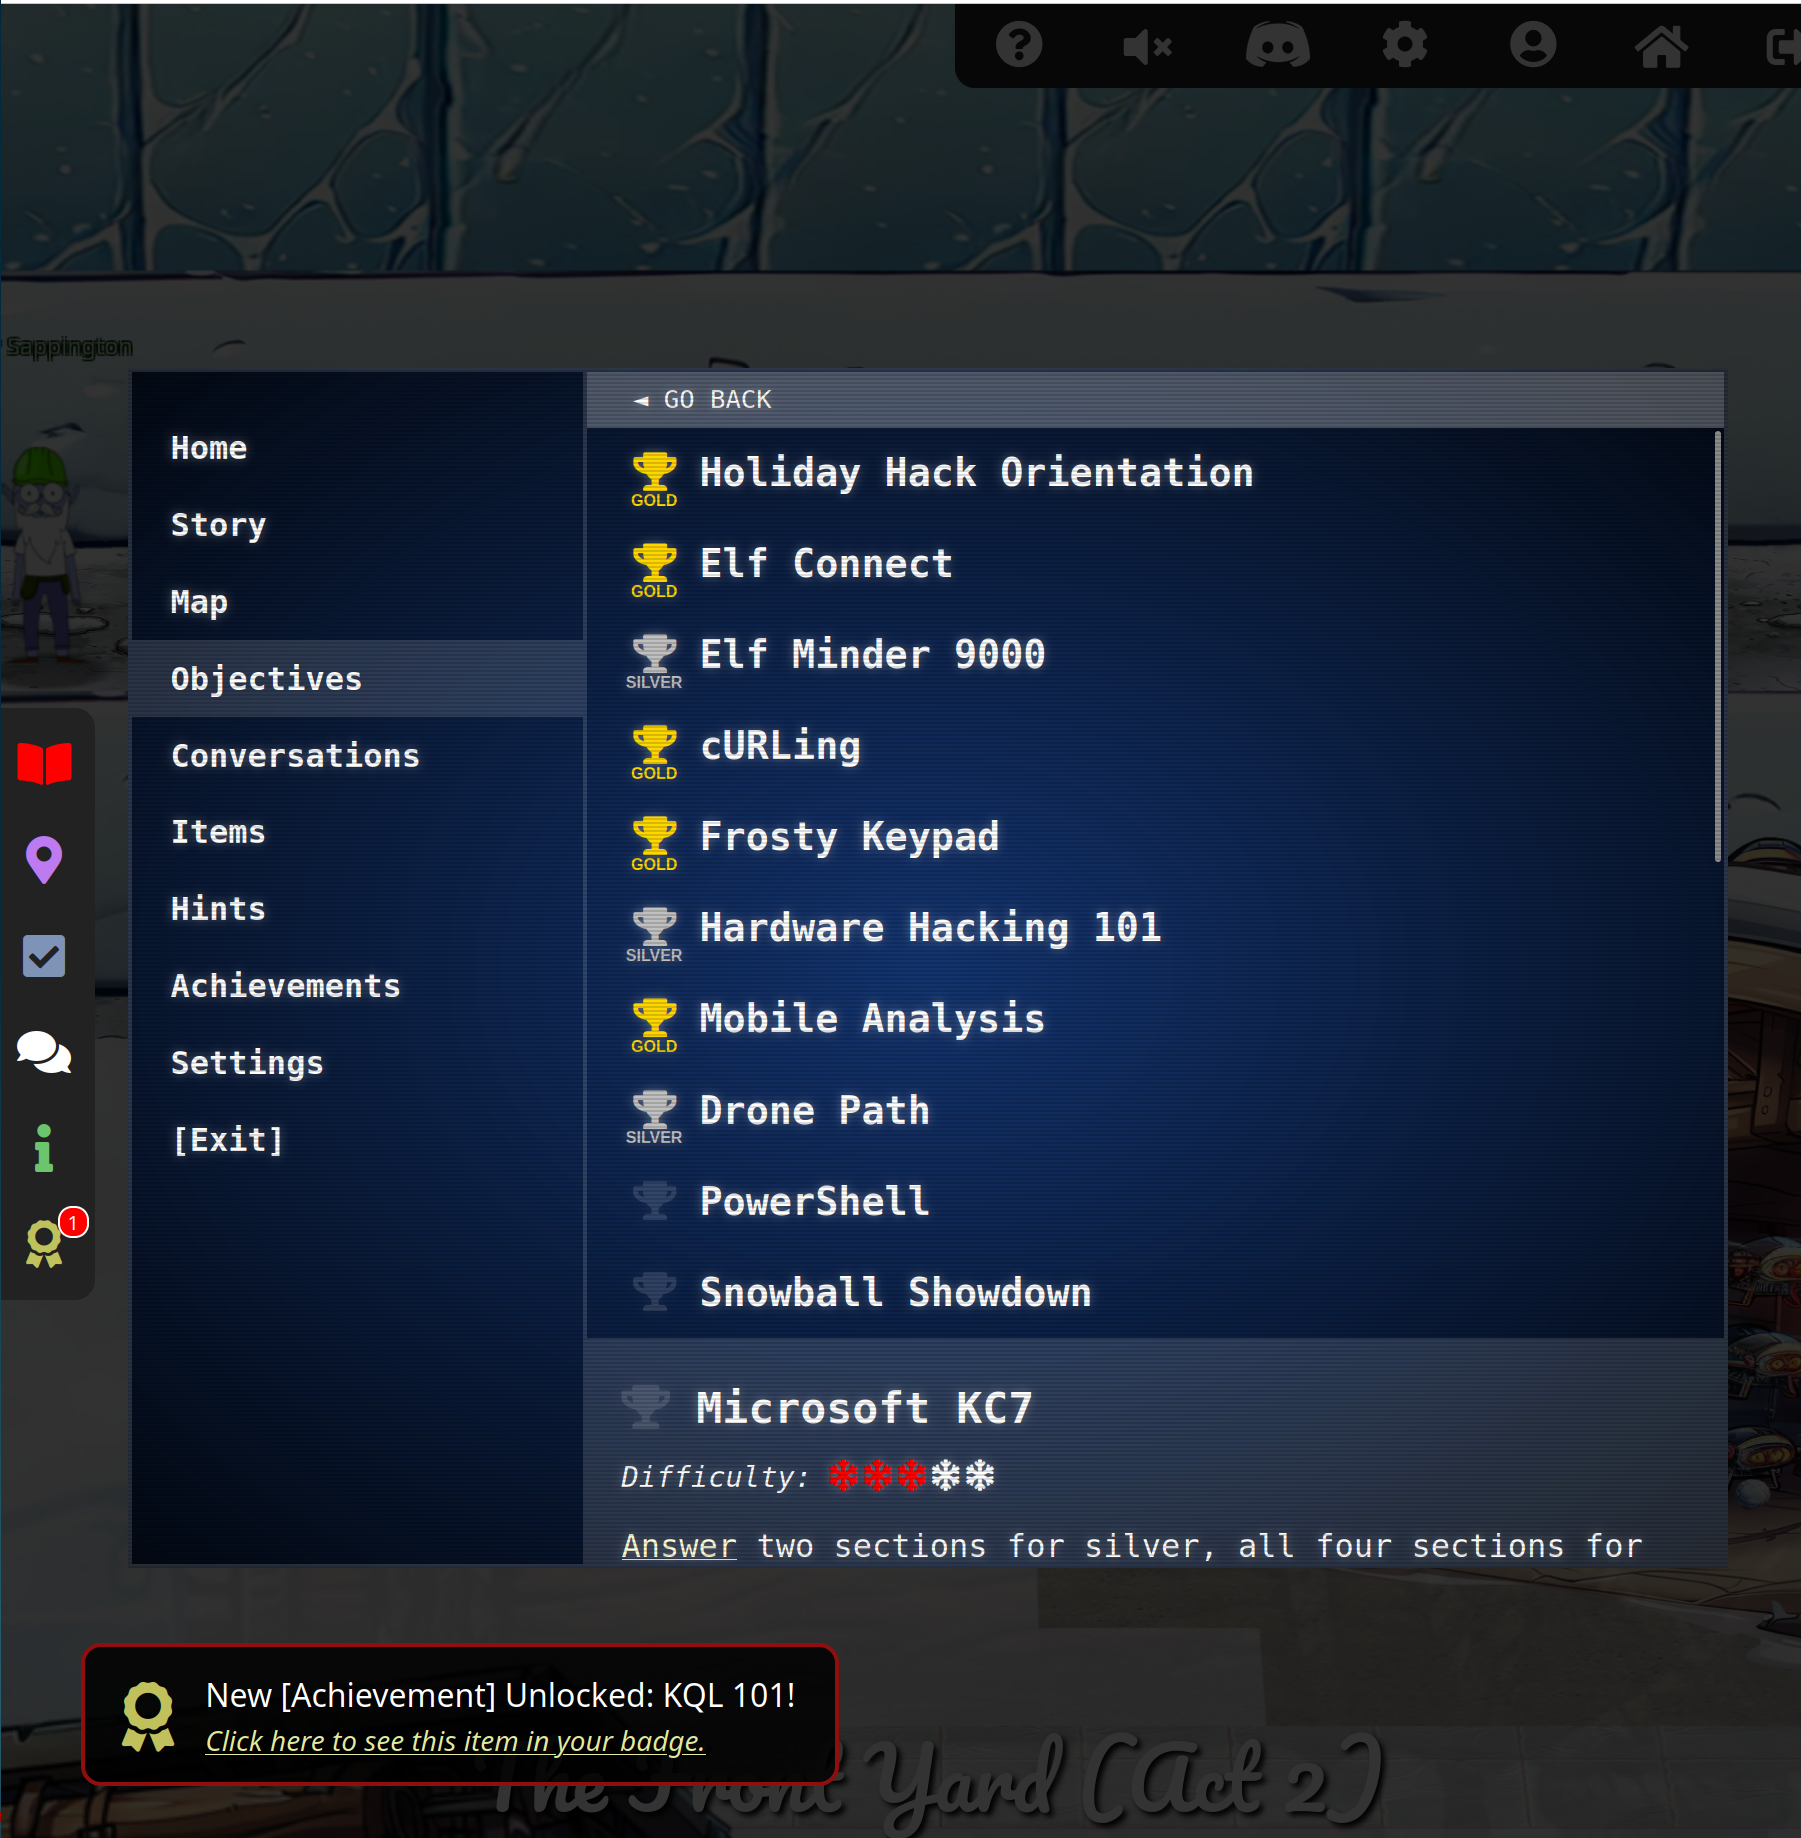 Sappington
◄ GO BACK
Home
Story
Map
Objectives
Conversations
Items
Hints
Achievements
Settings
[Exit]
GOLD Holiday Hack Orientation
GOLD Elf Connect
SILVER Elf Minder 9000
GOLD cURLing
GOLD Frosty Keypad
SILVER Hardware Hacking 101
GOLD Mobile Analysis
SILVER Drone Path
PowerShell
Snowball Showdown
Microsoft KC7
Difficulty:
Answer two sections for silver, all four sections for
1
New [Achievement] Unlocked: KQL 101!
Click here to see this item in your badge.
The Front Yard (Act 2)